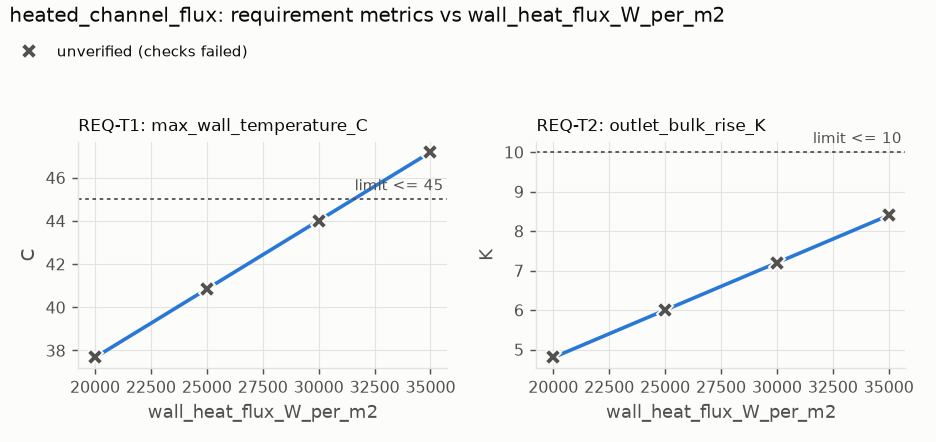 heated_channel_flux: requirement metrics vs wall_heat_flux_W_per_m2
unverified (checks failed)
REQ-T1: max_wall_temperature_C
limit <= 45
46
44
42
40
38
C
20000 22500 25000 27500 30000 32500 35000
wall_heat_flux_W_per_m2
REQ-T2: outlet_bulk_rise_K
limit <= 10
10
9
8
7
6
5
K
20000 22500 25000 27500 30000 32500 35000
wall_heat_flux_W_per_m2